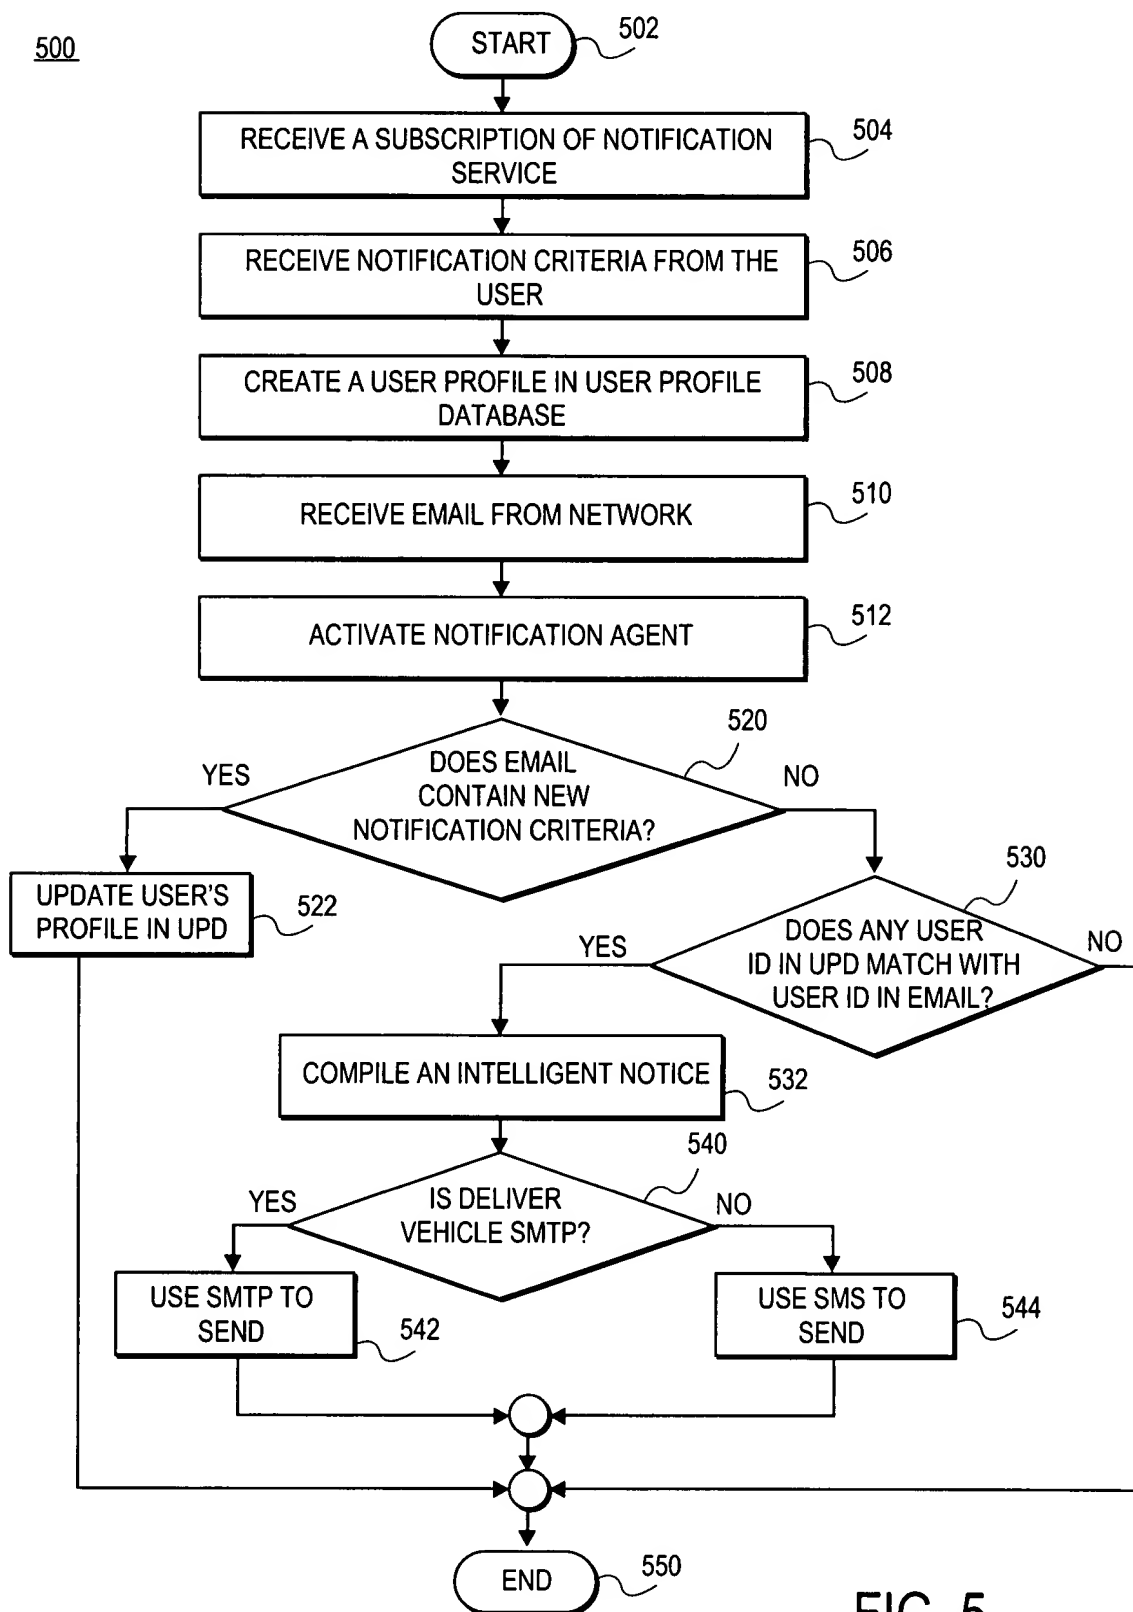 500
START
502
RECEIVE A SUBSCRIPTION OF NOTIFICATION
SERVICE
504
RECEIVE NOTIFICATION CRITERIA FROM THE
USER
506
CREATE A USER PROFILE IN USER PROFILE
DATABASE
508
RECEIVE EMAIL FROM NETWORK
510
ACTIVATE NOTIFICATION AGENT
512
520
YES
DOES EMAIL
CONTAIN NEW
NOTIFICATION CRITERIA?
NO
UPDATE USER'S
PROFILE IN UPD
522
530
YES
DOES ANY USER
ID IN UPD MATCH WITH
USER ID IN EMAIL?
NO
COMPILE AN INTELLIGENT NOTICE
532
540
YES
IS DELIVER
VEHICLE SMTP?
NO
USE SMTP TO
SEND
542
USE SMS TO
SEND
544
END
550
FIG. 5